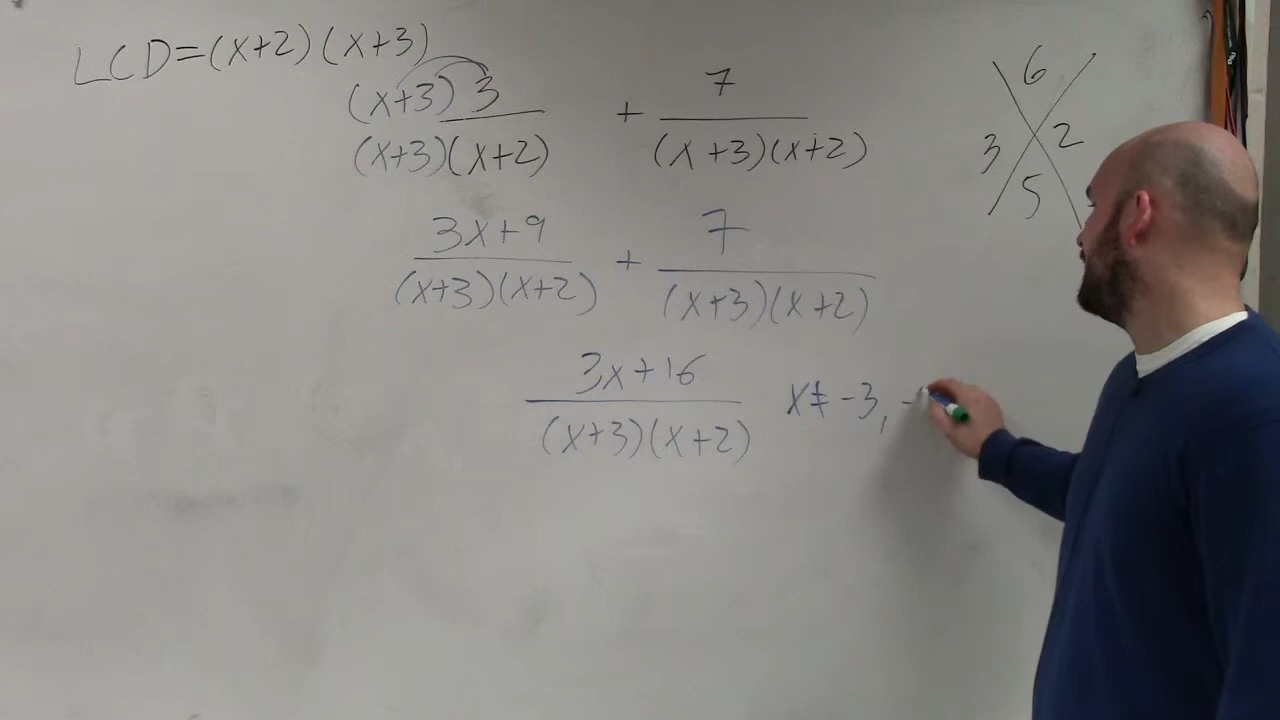 LCD=(x+2)(x+3)
(x+3) 3 + 7
(x+3)(x+2) (x+3)(x+2)
3x+9 + 7
(x+3)(x+2) (x+3)(x+2)
3x+16
(x+3)(x+2) x≠-3, -
6
3 2
5